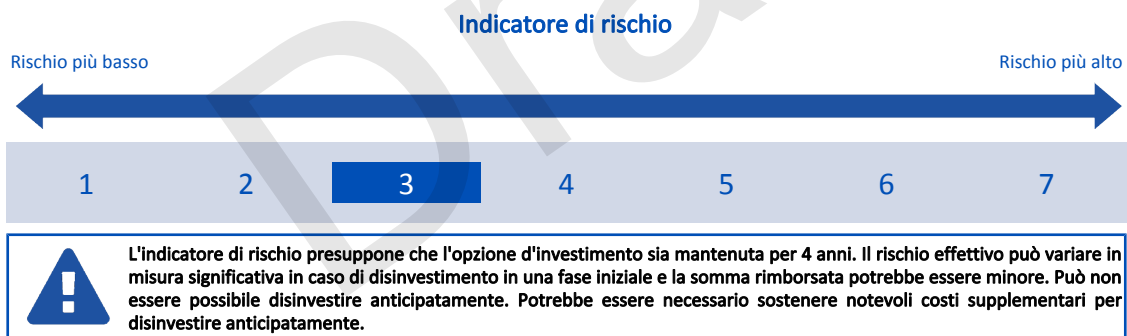 Indicatore di rischio
Rischio più basso Rischio più alto
1 2 3 4 5 6 7
L'indicatore di rischio presuppone che l'opzione d'investimento sia mantenuta per 4 anni. Il rischio effettivo può variare in
misura significativa in caso di disinvestimento in una fase iniziale e la somma rimborsata potrebbe essere minore. Può non
essere possibile disinvestire anticipatamente. Potrebbe essere necessario sostenere notevoli costi supplementari per
disinvestire anticipatamente.